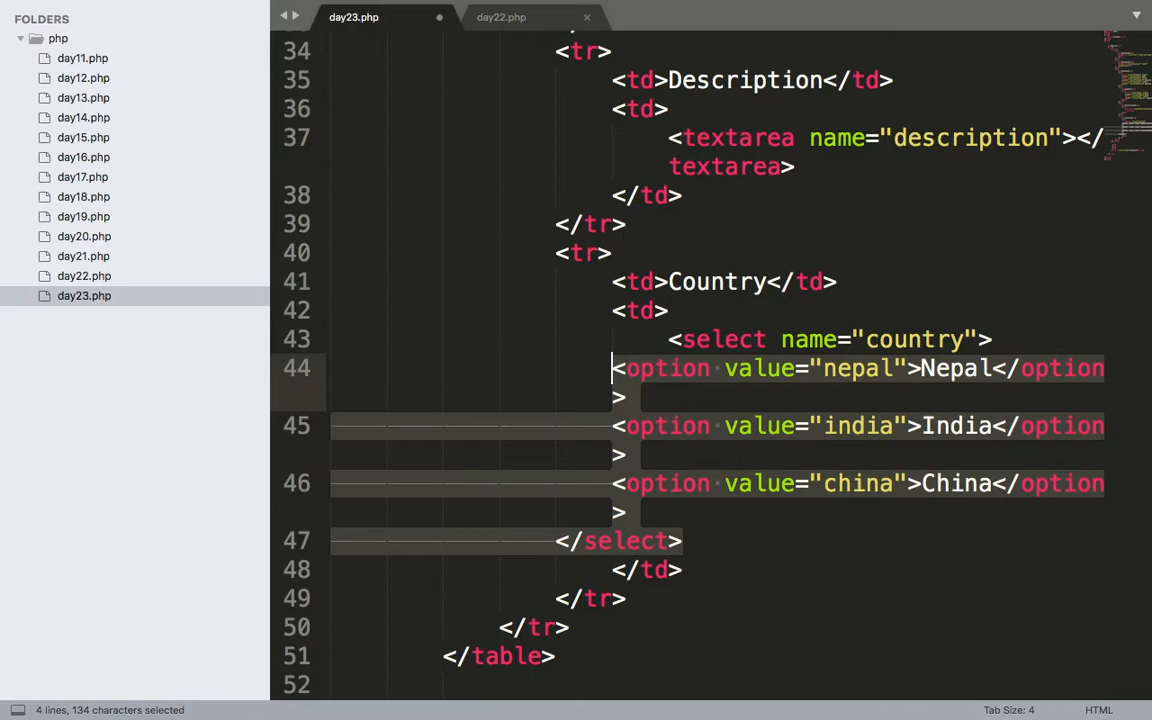 FOLDERS
php
day11.php
day12.php
day13.php
day14.php
day15.php
day16.php
day17.php
day18.php
day19.php
day20.php
day21.php
day22.php
day23.php
day23.php
day22.php
34 <tr>
35 <td>Description</td>
36 <td>
37 <textarea name="description"></
textarea>
38 </td>
39 </tr>
40 <tr>
41 <td>Country</td>
42 <td>
43 <select name="country">
44 <option value="nepal">Nepal</option
>
45 <option value="india">India</option
>
46 <option value="china">China</option
>
47 </select>
48 </td>
49 </tr>
50 </tr>
51 </table>
52
4 lines, 134 characters selected
Tab Size: 4
HTML